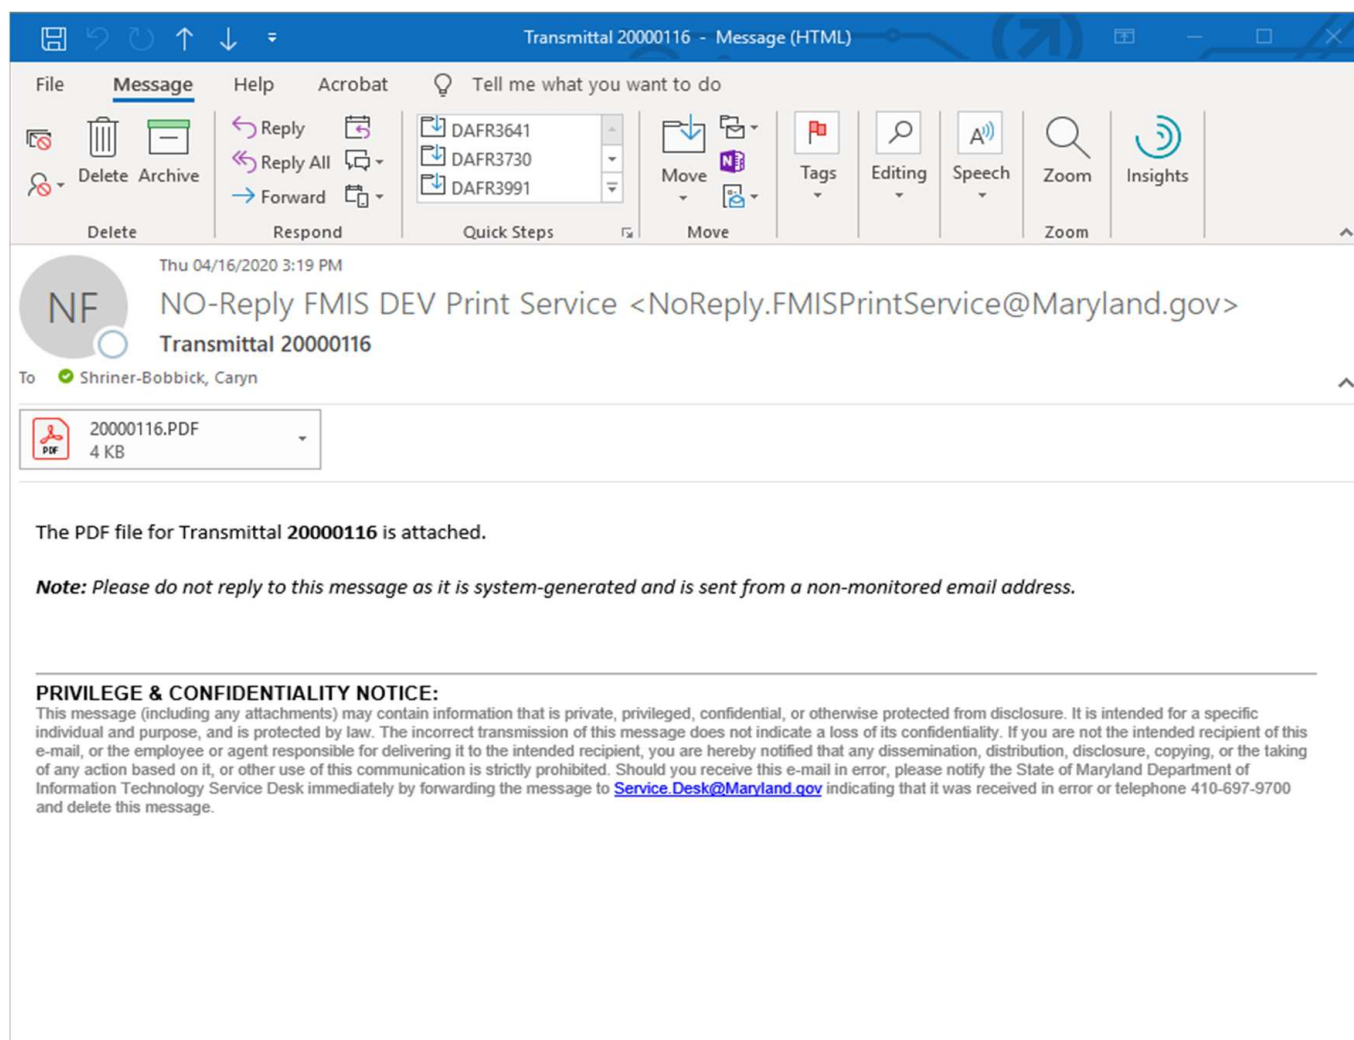 Transmittal 20000116 - Message (HTML)
File Message Help Acrobat Tell me what you want to do
Delete
Archive
Reply
Reply All
Forward
DAFR3641
DAFR3730
DAFR3991
Move
N
Tags
Editing
A
Speech
Zoom
Insights
Delete Respond Quick Steps Move Zoom
Thu 04/16/2020 3:19 PM
NF
NO-Reply FMIS DEV Print Service <NoReply.FMISPrintService@Maryland.gov>
Transmittal 20000116
To Shriner-Bobbick, Caryn
PDF
20000116.PDF
4 KB
The PDF file for Transmittal 20000116 is attached.
Note: Please do not reply to this message as it is system-generated and is sent from a non-monitored email address.
PRIVILEGE & CONFIDENTIALITY NOTICE:
This message (including any attachments) may contain information that is private, privileged, confidential, or otherwise protected from disclosure. It is intended for a specific
individual and purpose, and is protected by law. The incorrect transmission of this message does not indicate a loss of its confidentiality. If you are not the intended recipient of this
e-mail, or the employee or agent responsible for delivering it to the intended recipient, you are hereby notified that any dissemination, distribution, disclosure, copying, or the taking
of any action based on it, or other use of this communication is strictly prohibited. Should you receive this e-mail in error, please notify the State of Maryland Department of
Information Technology Service Desk immediately by forwarding the message to Service.Desk@Maryland.gov indicating that it was received in error or telephone 410-697-9700
and delete this message.